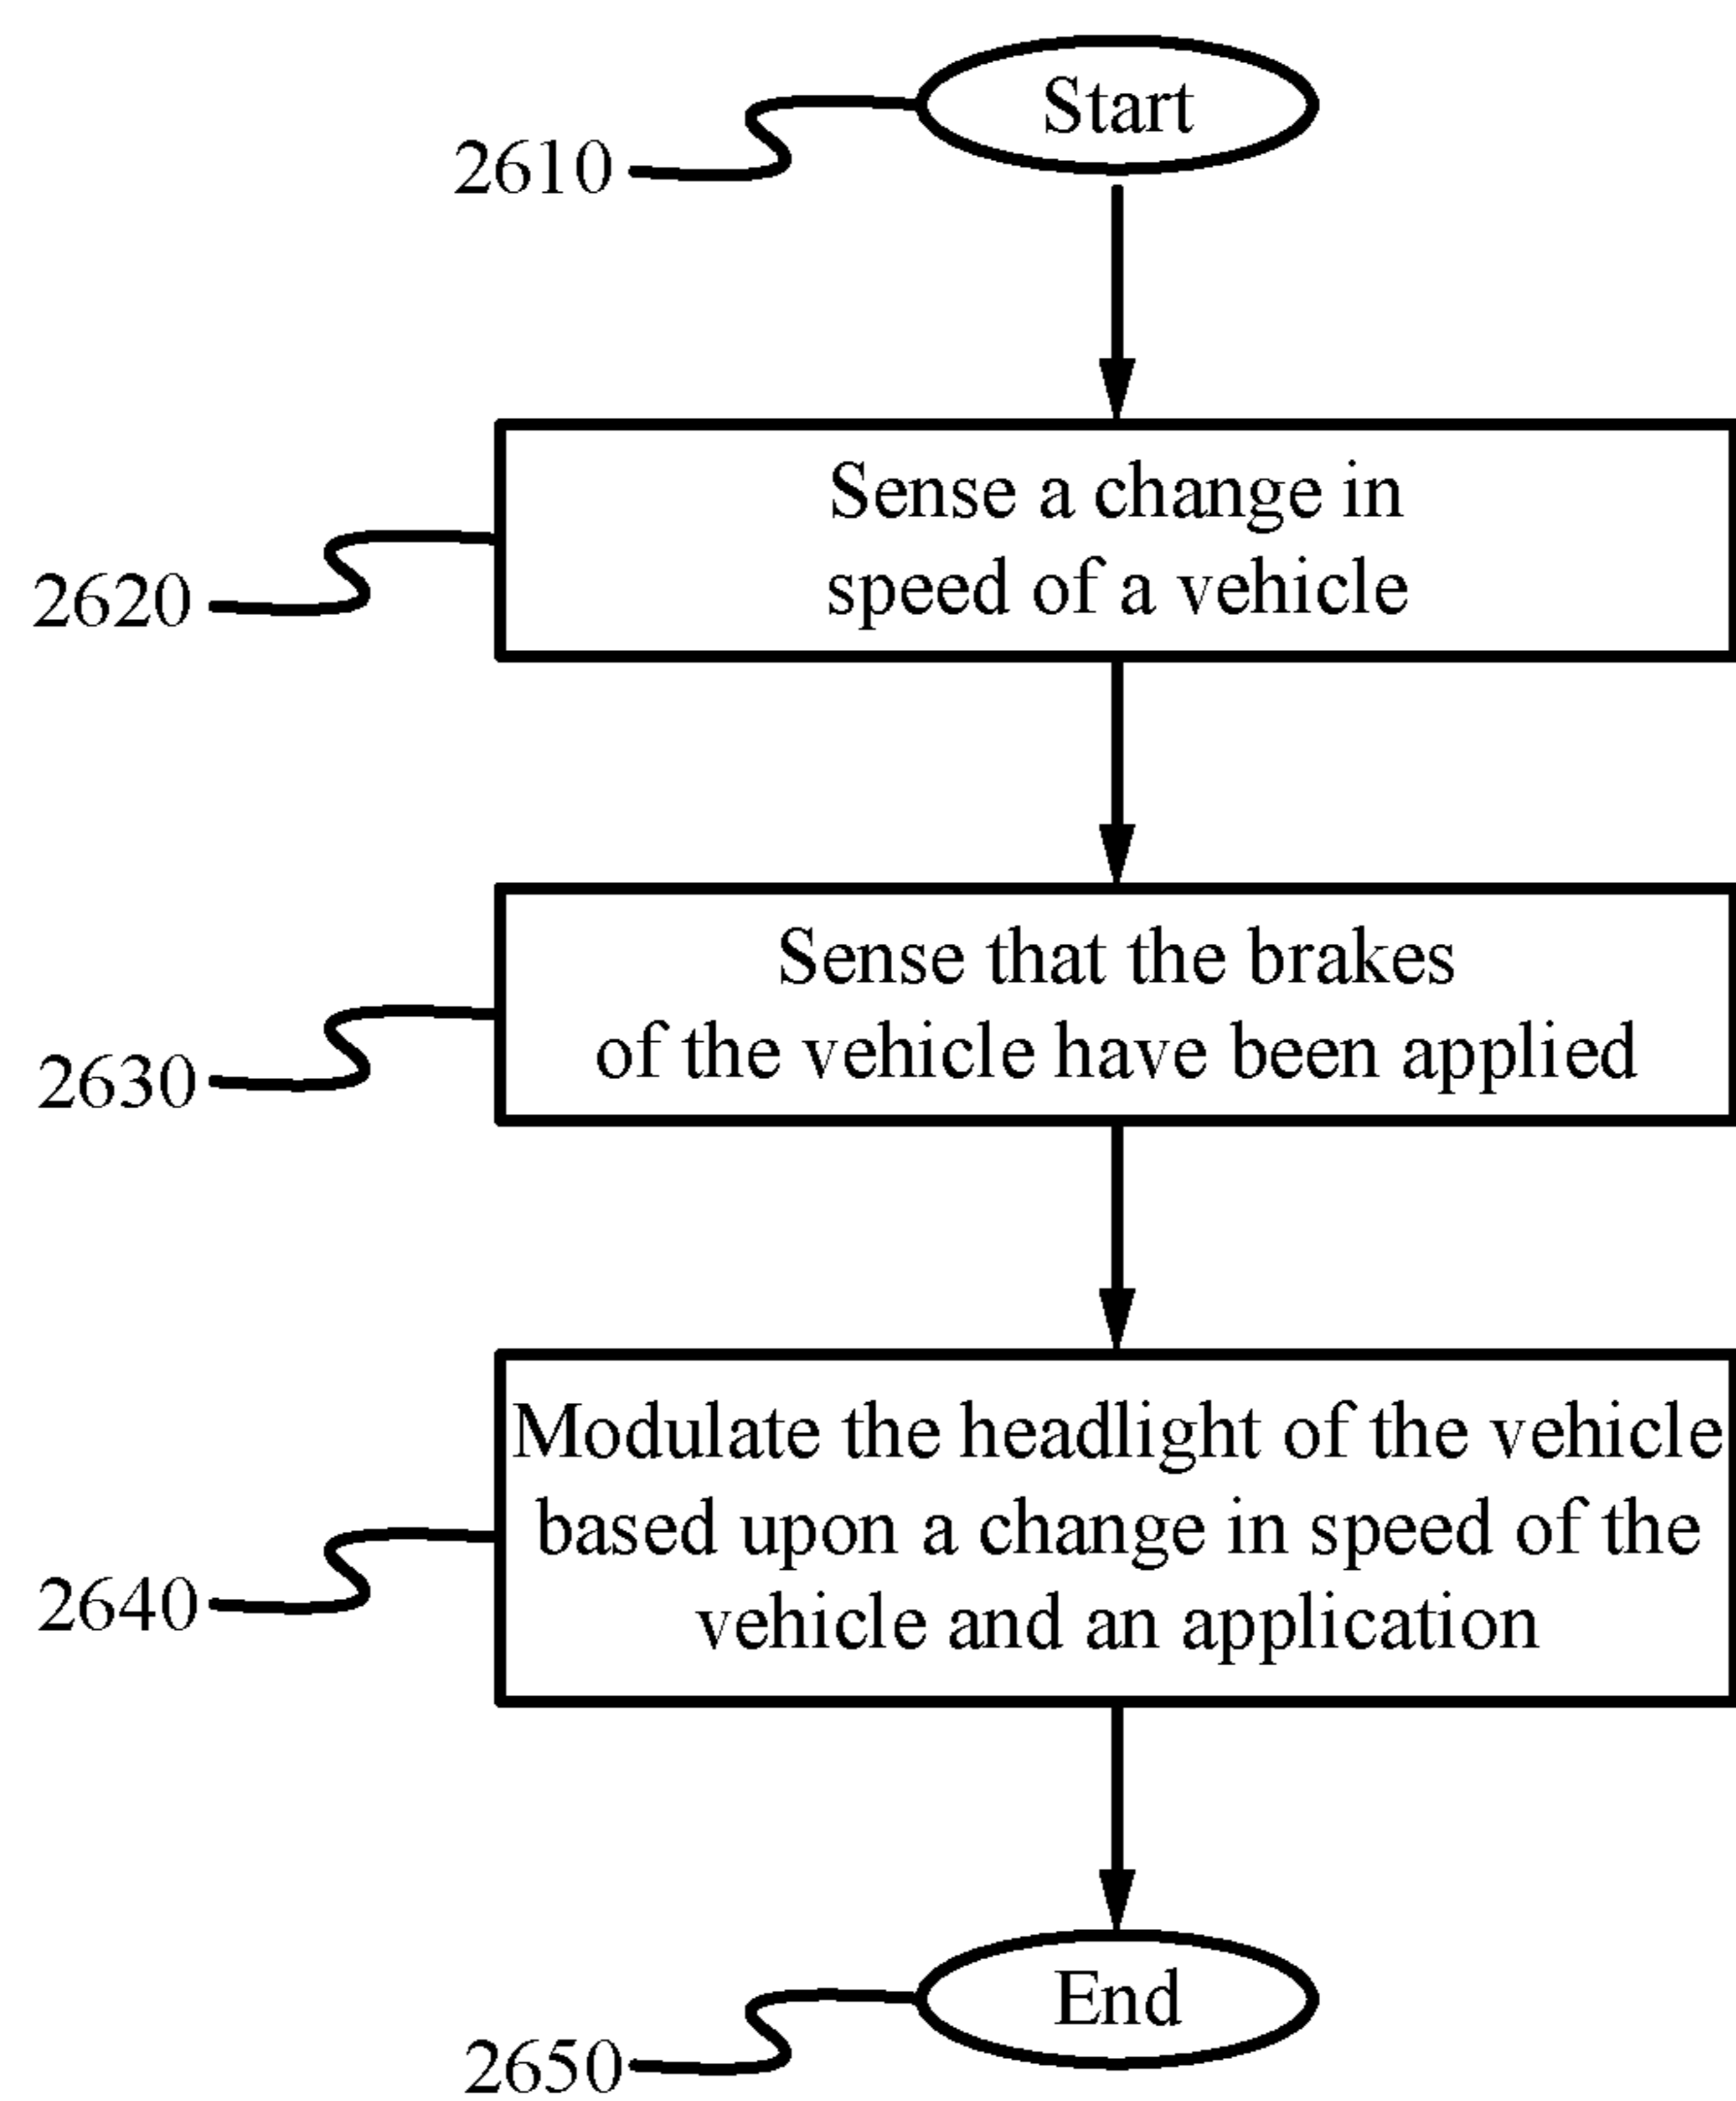 Start
2610
Sense a change in
speed of a vehicle
2620
Sense that the brakes
of the vehicle have been applied
2630
Modulate the headlight of the vehicle
based upon a change in speed of the
vehicle and an application
2640
End
2650